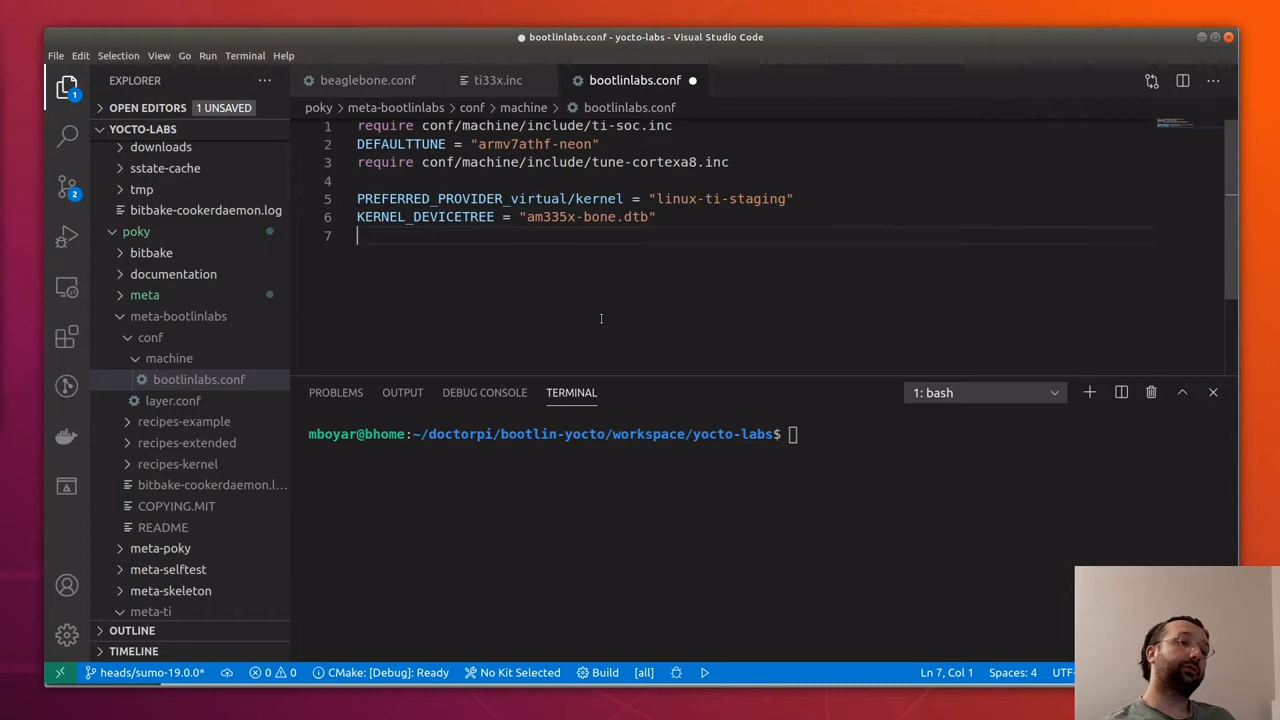 bootlinlabs.conf - yocto-labs - Visual Studio Code
File Edit Selection View Go Run Terminal Help
EXPLORER
OPEN EDITORS 1 UNSAVED
YOCTO-LABS
downloads
sstate-cache
tmp
bitbake-cookerdaemon.log
poky
bitbake
documentation
meta
meta-bootlinlabs
conf
machine
bootlinlabs.conf
layer.conf
recipes-example
recipes-extended
recipes-kernel
bitbake-cookerdaemon.l...
COPYING.MIT
README
meta-poky
meta-selftest
meta-skeleton
meta-ti
OUTLINE
TIMELINE
1
2
beaglebone.conf ti33x.inc bootlinlabs.conf
poky > meta-bootlinlabs > conf > machine > bootlinlabs.conf
1 require conf/machine/include/ti-soc.inc
2 DEFAULTTUNE = "armv7athf-neon"
3 require conf/machine/include/tune-cortexa8.inc
4
5 PREFERRED_PROVIDER_virtual/kernel = "linux-ti-staging"
6 KERNEL_DEVICETREE = "am335x-bone.dtb"
7
PROBLEMS OUTPUT DEBUG CONSOLE TERMINAL 1: bash
mboyar@bhome:~/doctorpi/bootlin-yocto/workspace/yocto-labs$
heads/sumo-19.0.0* 0 0 CMake: [Debug]: Ready No Kit Selected Build [all] Ln 7, Col 1 Spaces: 4 UTF-